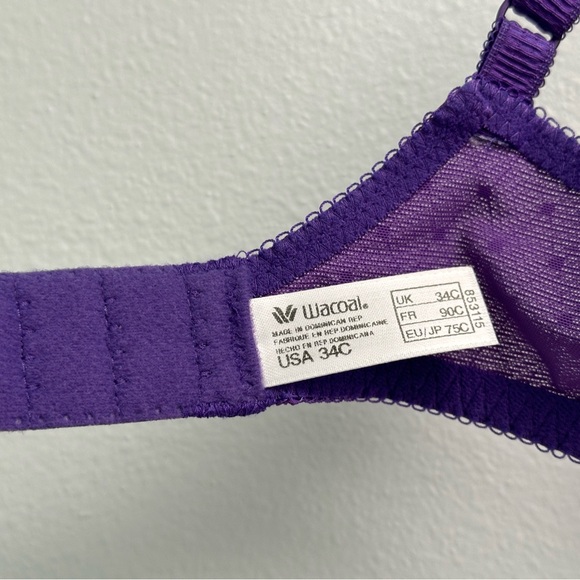 Wacoal®
MADE IN DOMINICAN REP
FABRIQUE EN REP DOMINICAINE
HECHO EN REP DOMINICANA
USA 34C
UK 34C
FR 90C
EU/JP 75C
853115